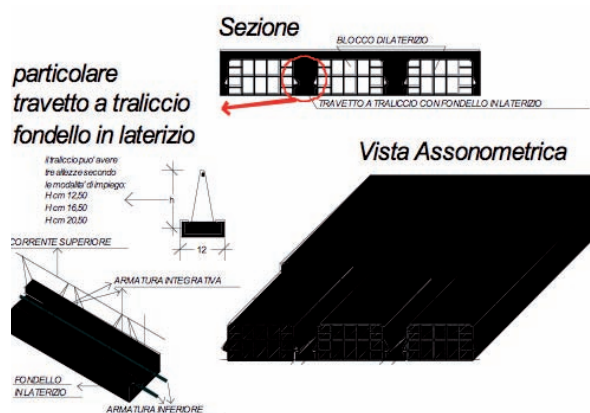 Sezione
BLOCCO DI LATERIZIO
TRAVETTO A TRALICCIO CON FONDELLO IN LATERIZIO
particolare
travetto a traliccio
fondello in laterizio
il traliccio puo' avere
tre altezze secondo
le modalita' di impiego:
H cm 12,50
H cm 16,50
H cm 20,50
h
12
Vista Assonometrica
CORRENTE SUPERIORE
ARMATURA INTEGRATIVA
FONDELLO
IN LATERIZIO
ARMATURA INFERIORE